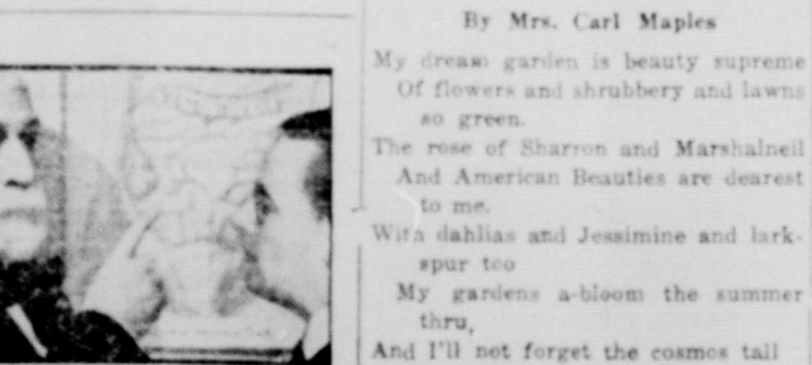 By Mrs. Carl Maples
My dream garden is beauty supreme
Of flowers and shrubbery and lawns
so green.
The rose of Sharron and Marshalneil
And American Beauties are dearest
to me.
With dahlias and Jessimine and lark-
spur too
My gardens a-bloom the summer
thru,
And I'll not forget the cosmos tall